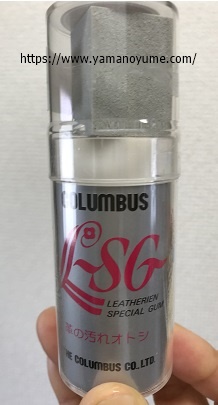 https://www.yamanoyume.com/
COLUMBUS
L-SG
LEATHERIEN
SPECIAL GUM
革の汚れオトシ
THE COLUMBUS CO.,LTD.